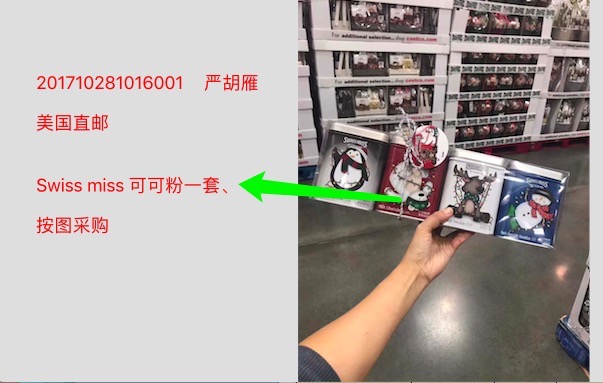 201710281016001 严胡雁
美国直邮
Swiss miss 可可粉一套、
按图采购
For additional selection... shop costco.com
additional selection... shop costco.com